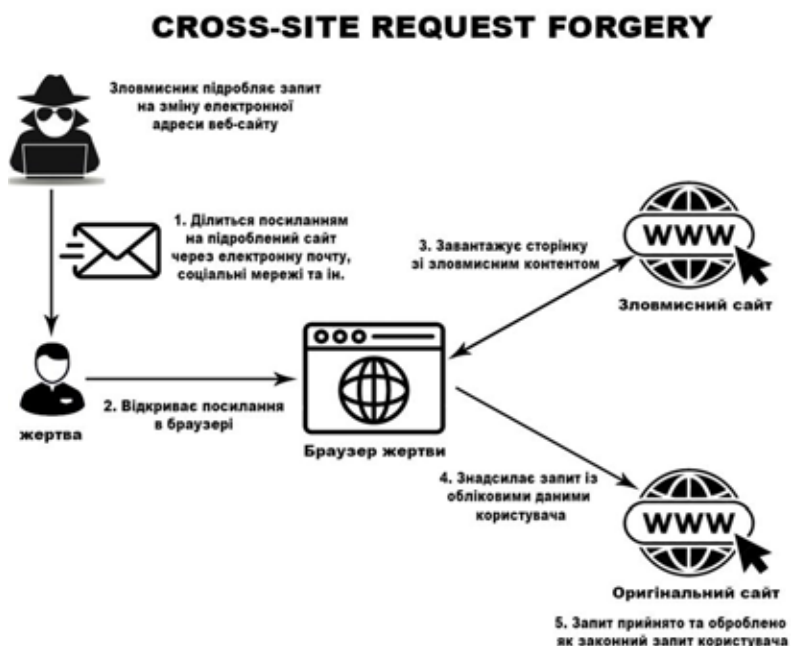 CROSS-SITE REQUEST FORGERY
Зловмисник підробляє запит
на зміну електронної
адреси веб-сайту
1. Ділиться посиланням
на підроблений сайт
через електронну почту,
соціальні мережі та ін.
3. Завантажує сторінку
зі зловмисним контентом
WWW
Зловмисний сайт
жертва
2. Відкриває посилання
в браузері
Браузер жертви
4. Знадсилає запит із
обліковими даними
користувача
WWW
Оригінальний сайт
5. Запит прийнято та оброблено
як законний запит користувача